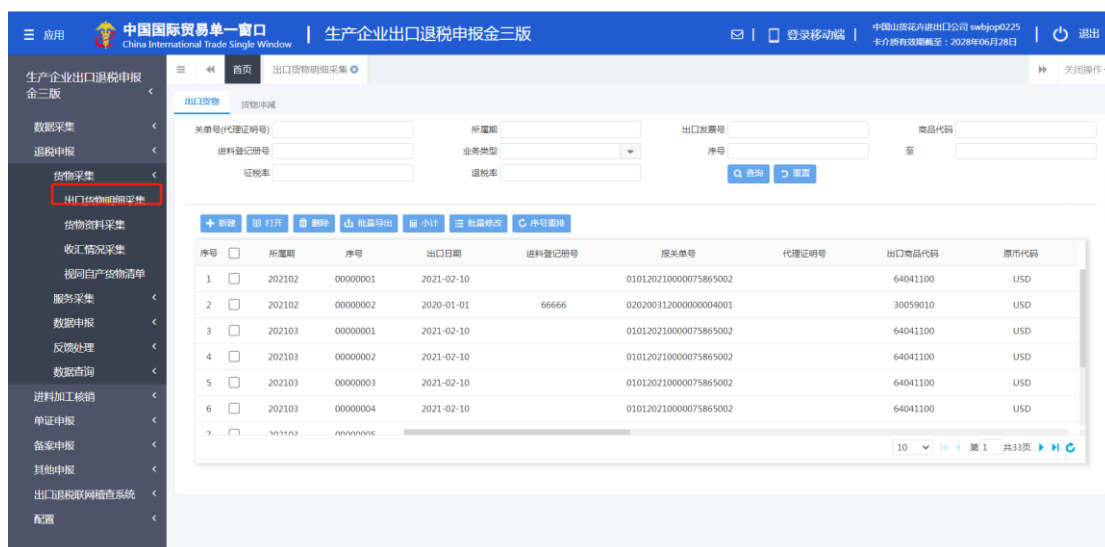 应用
中国国际贸易单一窗口
China International Trade Single Window
生产企业出口退税申报金三版
登录移动端
中国山货花卉进出口公司 swbjop0225
卡介质有效期截至：2028年06月28日
退出
生产企业出口退税申报
金三版
数据采集
退税申报
货物采集
出口货物明细采集
货物资料采集
收汇情况采集
视同自产货物清单
服务采集
数据申报
反馈处理
数据查询
进料加工核销
单证申报
备案申报
其他申报
出口退税联网稽查系统
配置
首页 出口货物明细采集 关闭操作
出口货物 货物冲减
关单号(代理证明号) 所属期 出口发票号 商品代码
进料登记册号 业务类型 序号 至
征税率 退税率 查询 重置
新建 打开 删除 批量导出 小计 批量修改 序号重排
序号 所属期 序号 出口日期 进料登记册号 报关单号 代理证明号 出口商品代码 原币代码
1 202102 00000001 2021-02-10 010120210000075865002 64041100 USD
2 202102 00000002 2020-01-01 66666 020200312000000004001 30059010 USD
3 202103 00000001 2021-02-10 010120210000075865002 64041100 USD
4 202103 00000002 2021-02-10 010120210000075865002 64041100 USD
5 202103 00000003 2021-02-10 010120210000075865002 64041100 USD
6 202103 00000004 2021-02-10 010120210000075865002 64041100 USD
7 202103 00000005
10 第 1 共33页